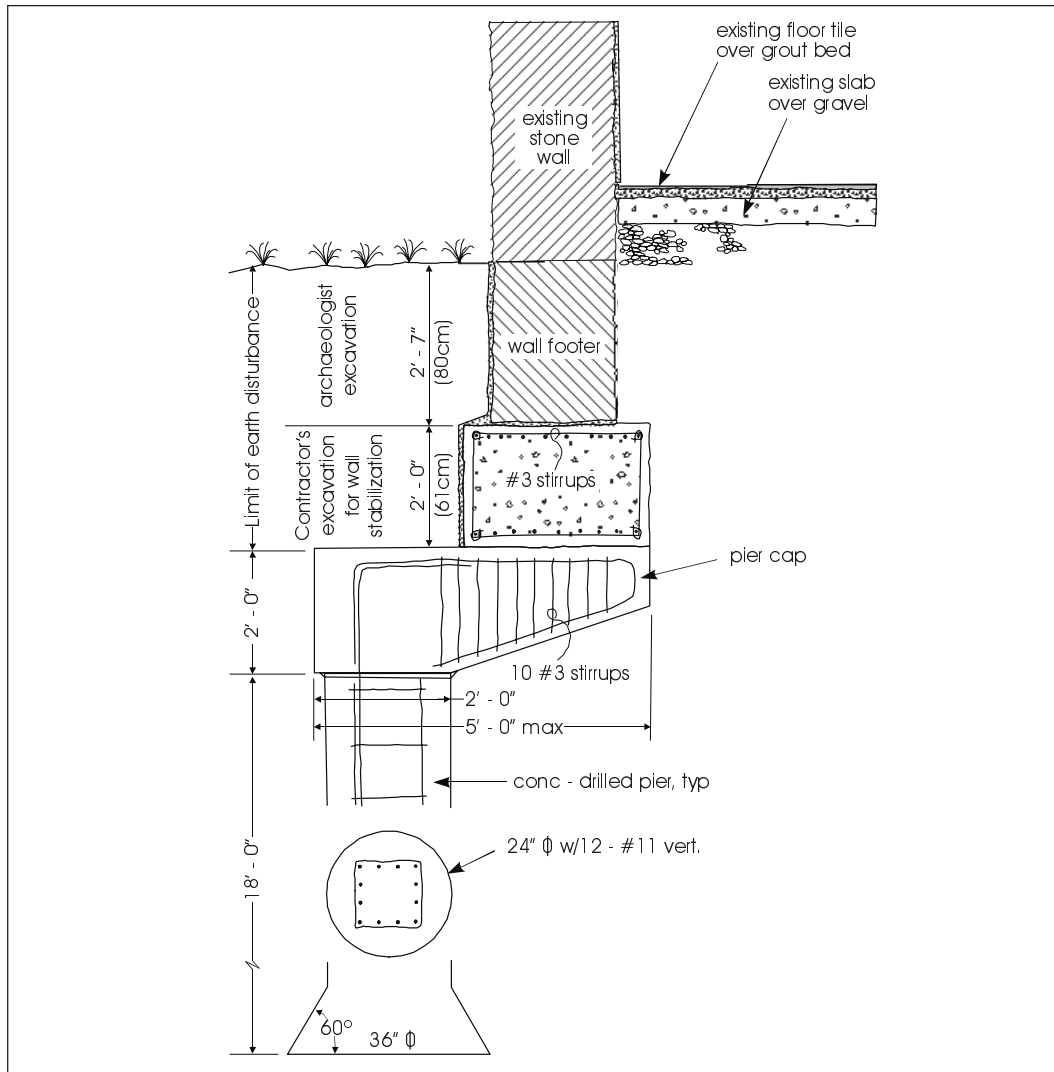 existing floor tile
over grout bed
existing slab
over gravel
existing
stone
wall
Limit of earth disturbance
archaeologist
excavation
2' - 7"
(80cm)
wall footer
Contractor's
excavation
for wall
stabilization
2' - 0"
(61cm)
#3 stirrups
pier cap
2' - 0"
10 #3 stirrups
2' - 0"
5' - 0" max
conc - drilled pier, typ
24" ϕ w/12 - #11 vert.
18' - 0"
60°
36" ϕ